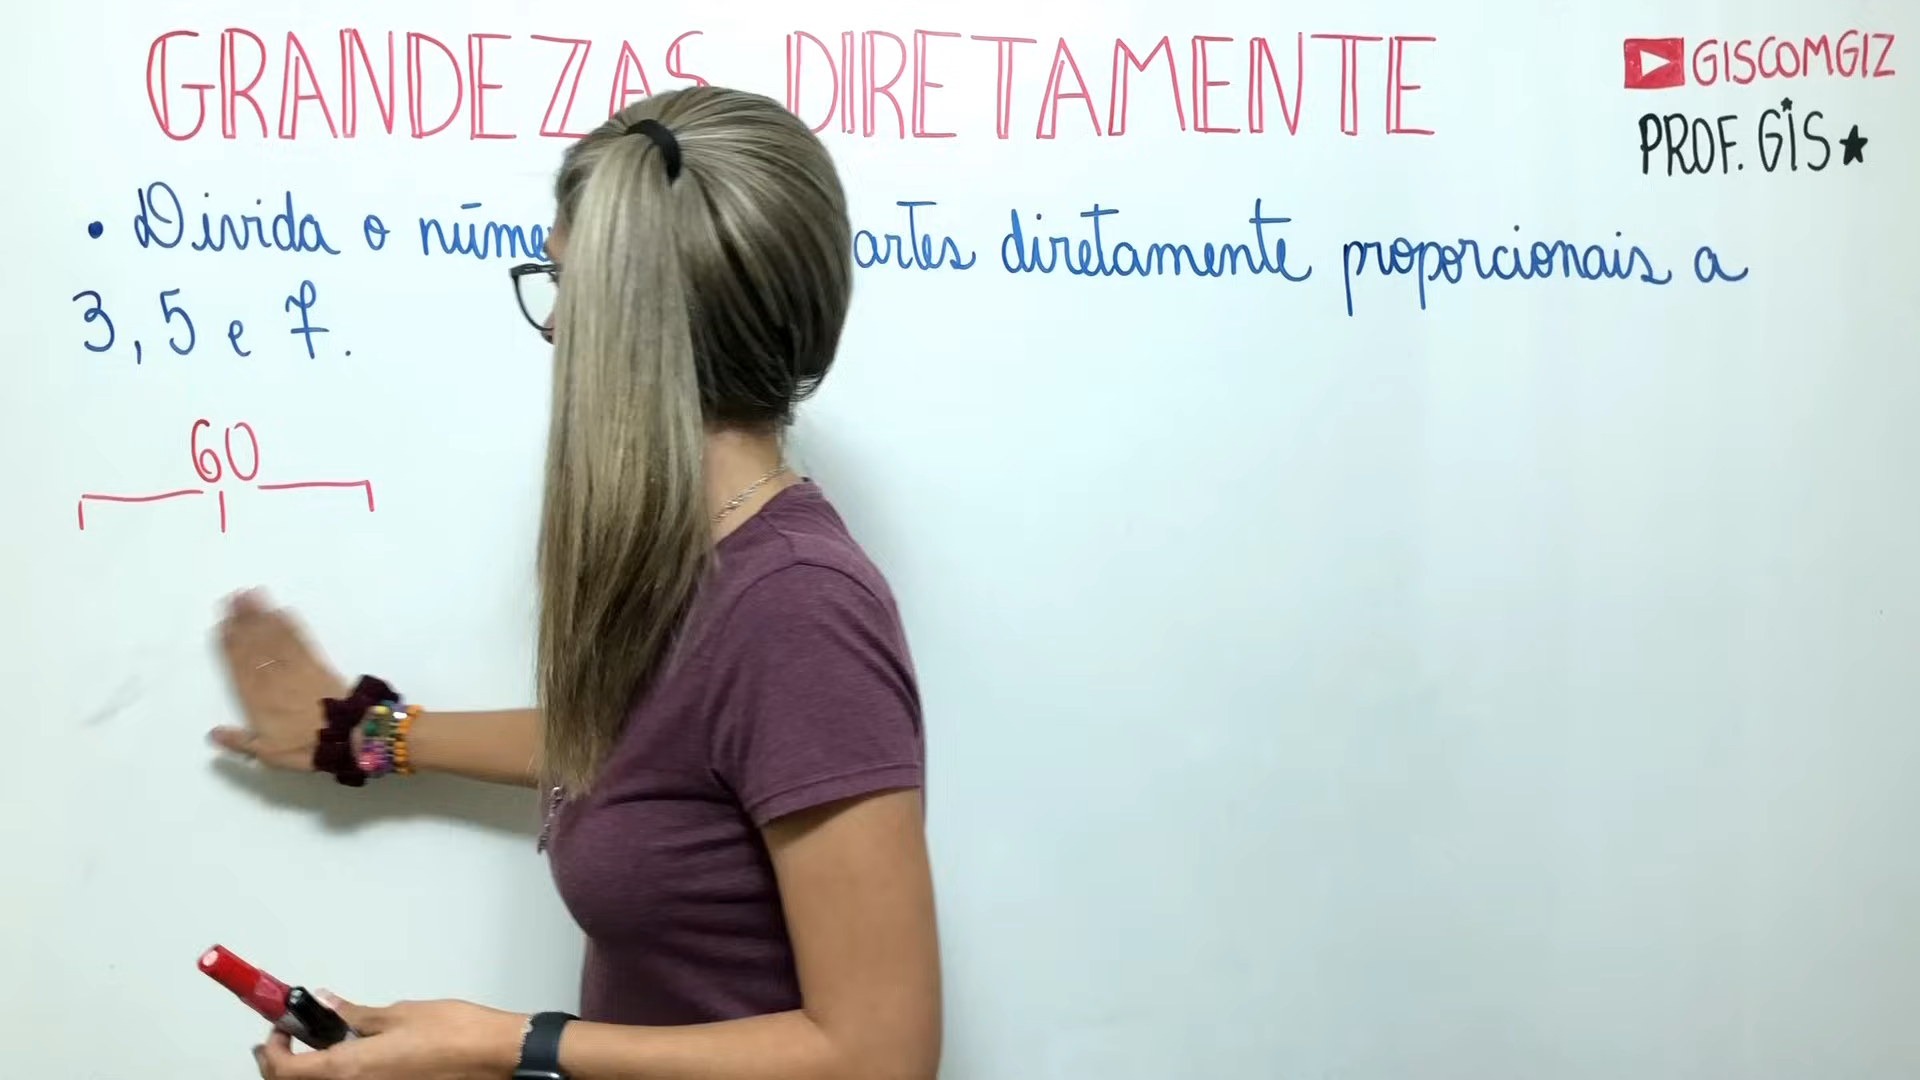 GRANDEZAS DIRETAMENTE
GISCOMGIZ
PROF. GIS
• Divida o núme artes diretamente proporcionais a
3, 5 e 7.
60